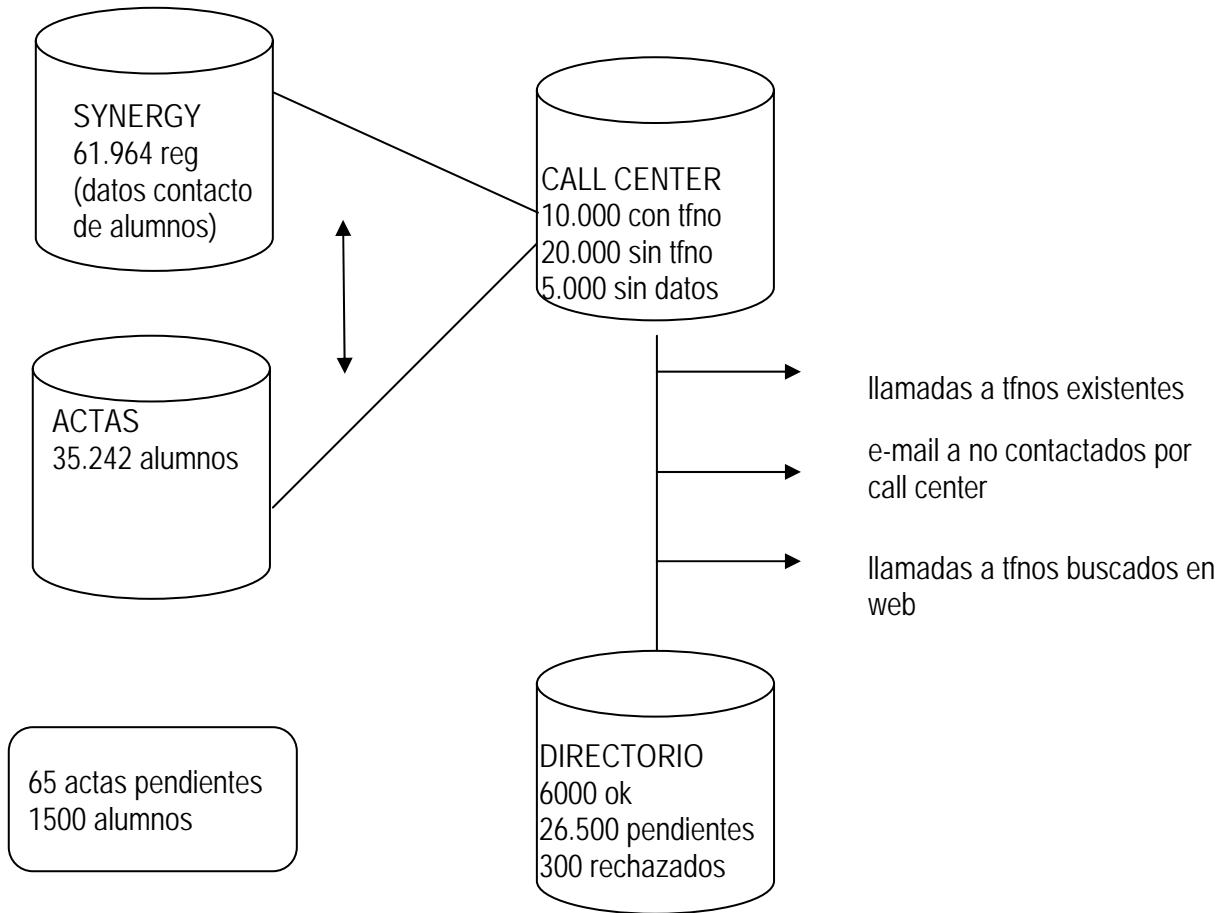 SYNERGY
61.964 reg
(datos contacto
de alumnos)
CALL CENTER
10.000 con tfno
20.000 sin tfno
5.000 sin datos
ACTAS
35.242 alumnos
llamadas a tfnos existentes
e-mail a no contactados por
call center
llamadas a tfnos buscados en
web
65 actas pendientes
1500 alumnos
DIRECTORIO
6000 ok
26.500 pendientes
300 rechazados